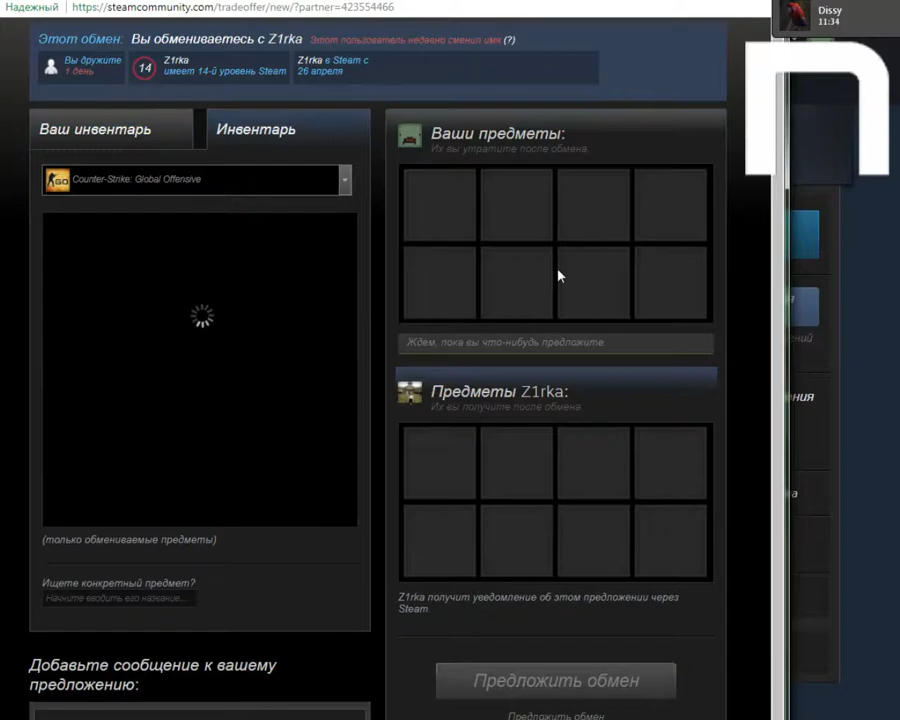 Надежный
https://steamcommunity.com/tradeoffer/new/?partner=423554466
Dissy
11:34
Этот обмен: Вы обмениваетесь с Z1rka Этот пользователь недавно сменил имя (?)
Вы дружите
1 день
14
Z1rka
имеет 14-й уровень Steam
Z1rka в Steam с
26 апреля
Ваш инвентарь
Инвентарь
GO
Counter-Strike: Global Offensive
(только обмениваемые предметы)
Ищете конкретный предмет?
Начните вводить его название...
Добавьте сообщение к вашему
предложению:
Ваши предметы:
Их вы утратите после обмена.
Ждем, пока вы что-нибудь предложите.
Предметы Z1rka:
Их вы получите после обмена.
Z1rka получит уведомление об этом предложении через
Steam.
Предложить обмен
Предложить обмен